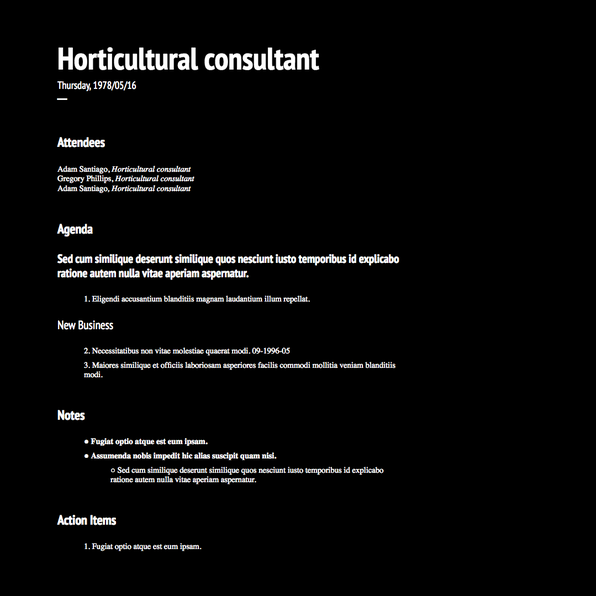 Horticultural consultant
Thursday, 1978/05/16
—
Attendees
Adam Santiago, Horticultural consultant
Gregory Phillips, Horticultural consultant
Adam Santiago, Horticultural consultant
Agenda
Sed cum similique deserunt similique quos nesciunt iusto temporibus id explicabo
ratione autem nulla vitae aperiam aspernatur.
1. Eligendi accusantium blanditiis magnam laudantium illum repellat.
New Business
2. Necessitatibus non vitae molestiae quaerat modi. 09-1996-05
3. Maiores similique et officiis laboriosam asperiores facilis commodi mollitia veniam blanditiis
modi.
Notes
● Fugiat optio atque est eum ipsam.
● Assumenda nobis impedit hic alias suscipit quam nisi.
○ Sed cum similique deserunt similique quos nesciunt iusto temporibus id explicabo
ratione autem nulla vitae aperiam aspernatur.
Action Items
1. Fugiat optio atque est eum ipsam.